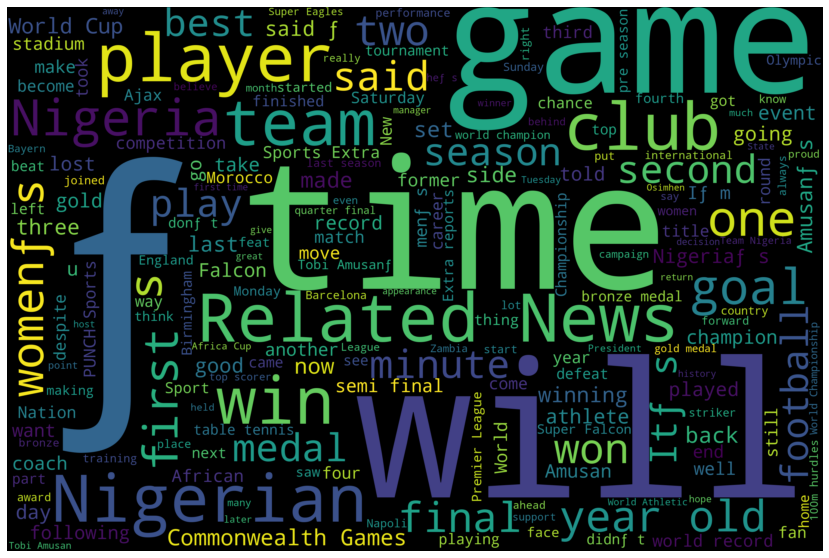 away
Super Eagles
performance
World Cup
best
said ƒ
two
really
right
heƒ s
game
third
pre season
Olympic
stadium
tournament
make
took
player
said
believe
month
started
Sunday
become
Ajax
finished
Saturday
manager
winner
chance
fourth
got
know
Nigeria
team
New
behind
club
event
much
competition
set
world champion
top
State
Bayern
beat
lost
go
take
Sports Extra
season
second
going
put
international
proud
joined
Morocco
last season
former
side
told
Tuesday
Osimhen
always
left
gold
play
first time
made
If m
round
say
women
three
donƒ t
quarter final
even
time
one
Amusanƒ s
womenƒ s
ƒ
last
feat
record
menƒ s
career
title
decision
Team Nigeria
u
England
give
great
match
Extra reports
Championship
Nigeriaƒ s
campaign
way
Falcon
move
Tobi Amusanƒ
bronze medal
return
despite
PUNCH
Sports
s
Monday
Barcelona
appearance
lot
goal
country
think
Birmingham
Related News
thing
forward
host
Africa Cup
League
Zambia
start
President
champion
gold medal
point
first
another
minute
see
year
defeat
history
Nation
good
came
now
making
Sport
top scorer
semi final
come
winning
played
football
World Championship
want
held
win
will
athlete
striker
bronze
place
table tennis
Super Falcon
still
coach
training
next
medal
World
won
Itƒ s
back
part
African
saw
four
Premier League
Amusan
end
well
100m hurdles
award
day
many
Nigerian
ahead
World Athletic
hope
home
following
later
Commonwealth Games
Napoli
final
support
face
year old
fan
Tobi Amusan
playing
didnƒ t
world record